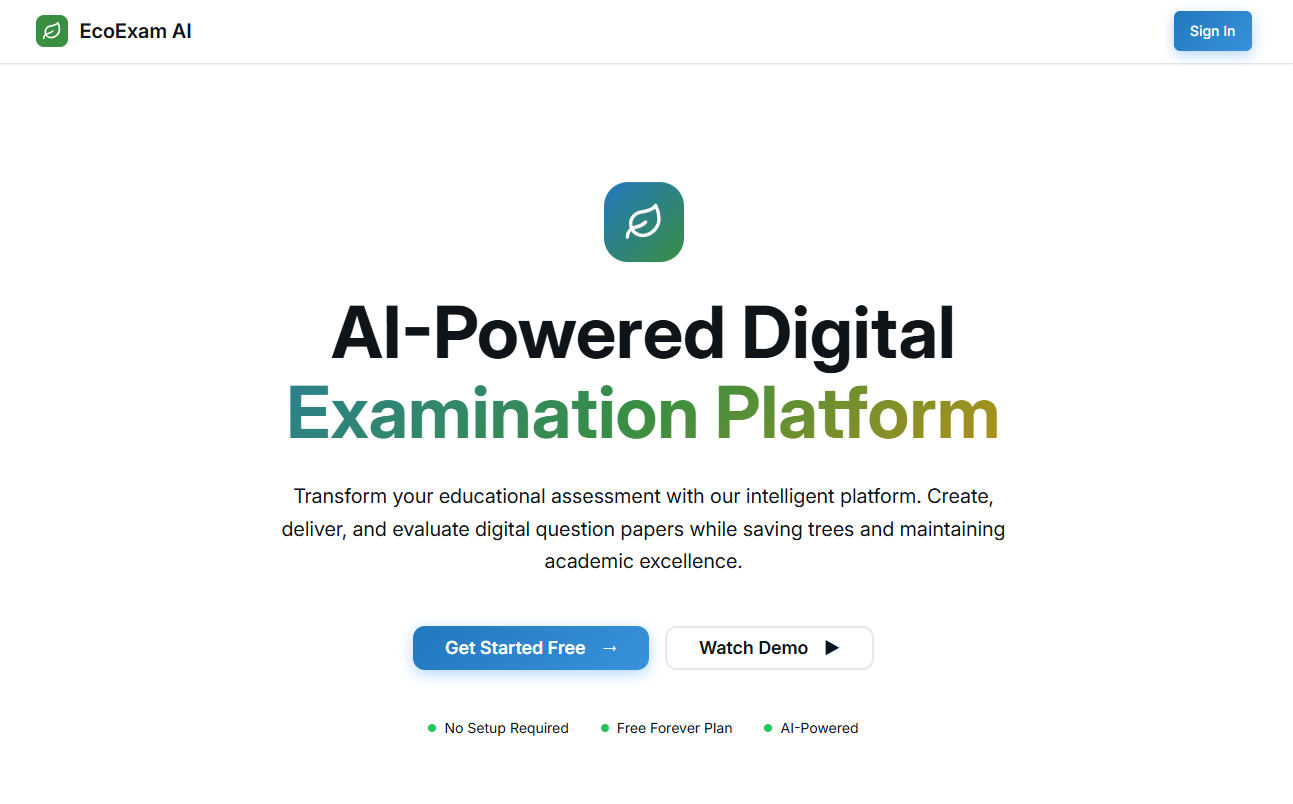 EcoExam AI
Sign In
AI-Powered Digital
Examination Platform
Transform your educational assessment with our intelligent platform. Create,
deliver, and evaluate digital question papers while saving trees and maintaining
academic excellence.
Get Started Free →
Watch Demo ▶
No Setup Required
Free Forever Plan
AI-Powered